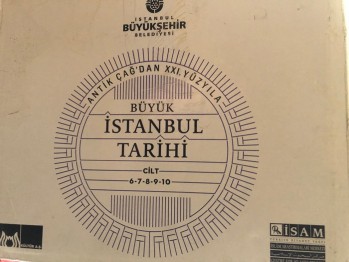 İSTANBUL
BÜYÜKŞEHİR
BELEDİYESİ
ANTİK ÇAĞ'DAN XXI. YÜZYILA
BÜYÜK
İSTANBUL
TARİHİ
CİLT
6-7-8-9-10
KÜLTÜR A.Ş.
İSAM